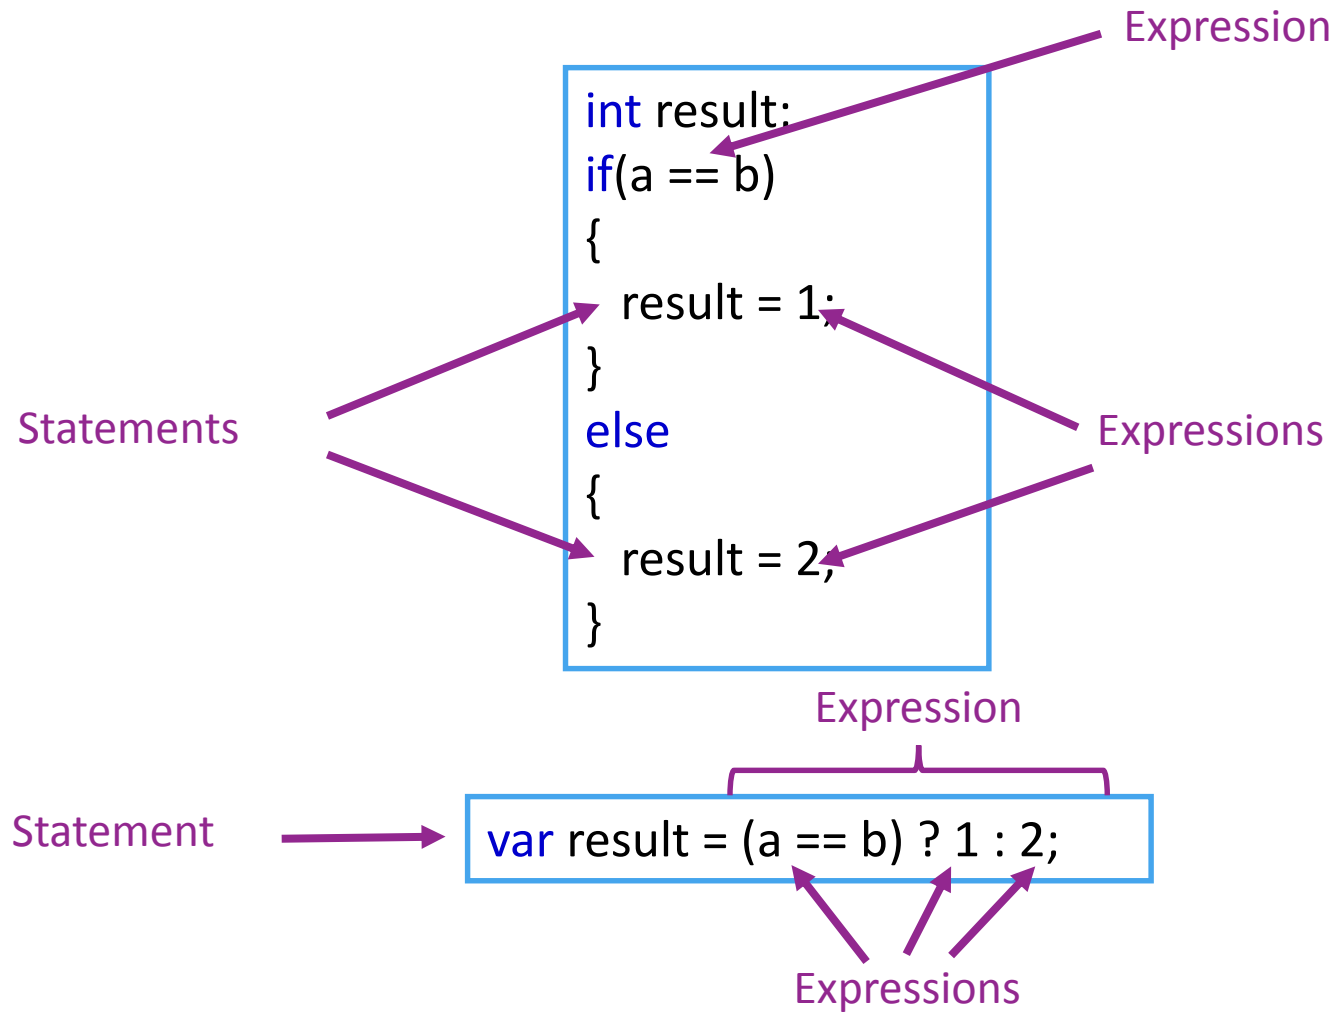 Expression
int result:
if(a == b)
{
result = 1;
}
Statements
Expressions
else
{
result = 2;
}
Expression
Statement
var result = (a == b) ? 1 : 2;
Expressions